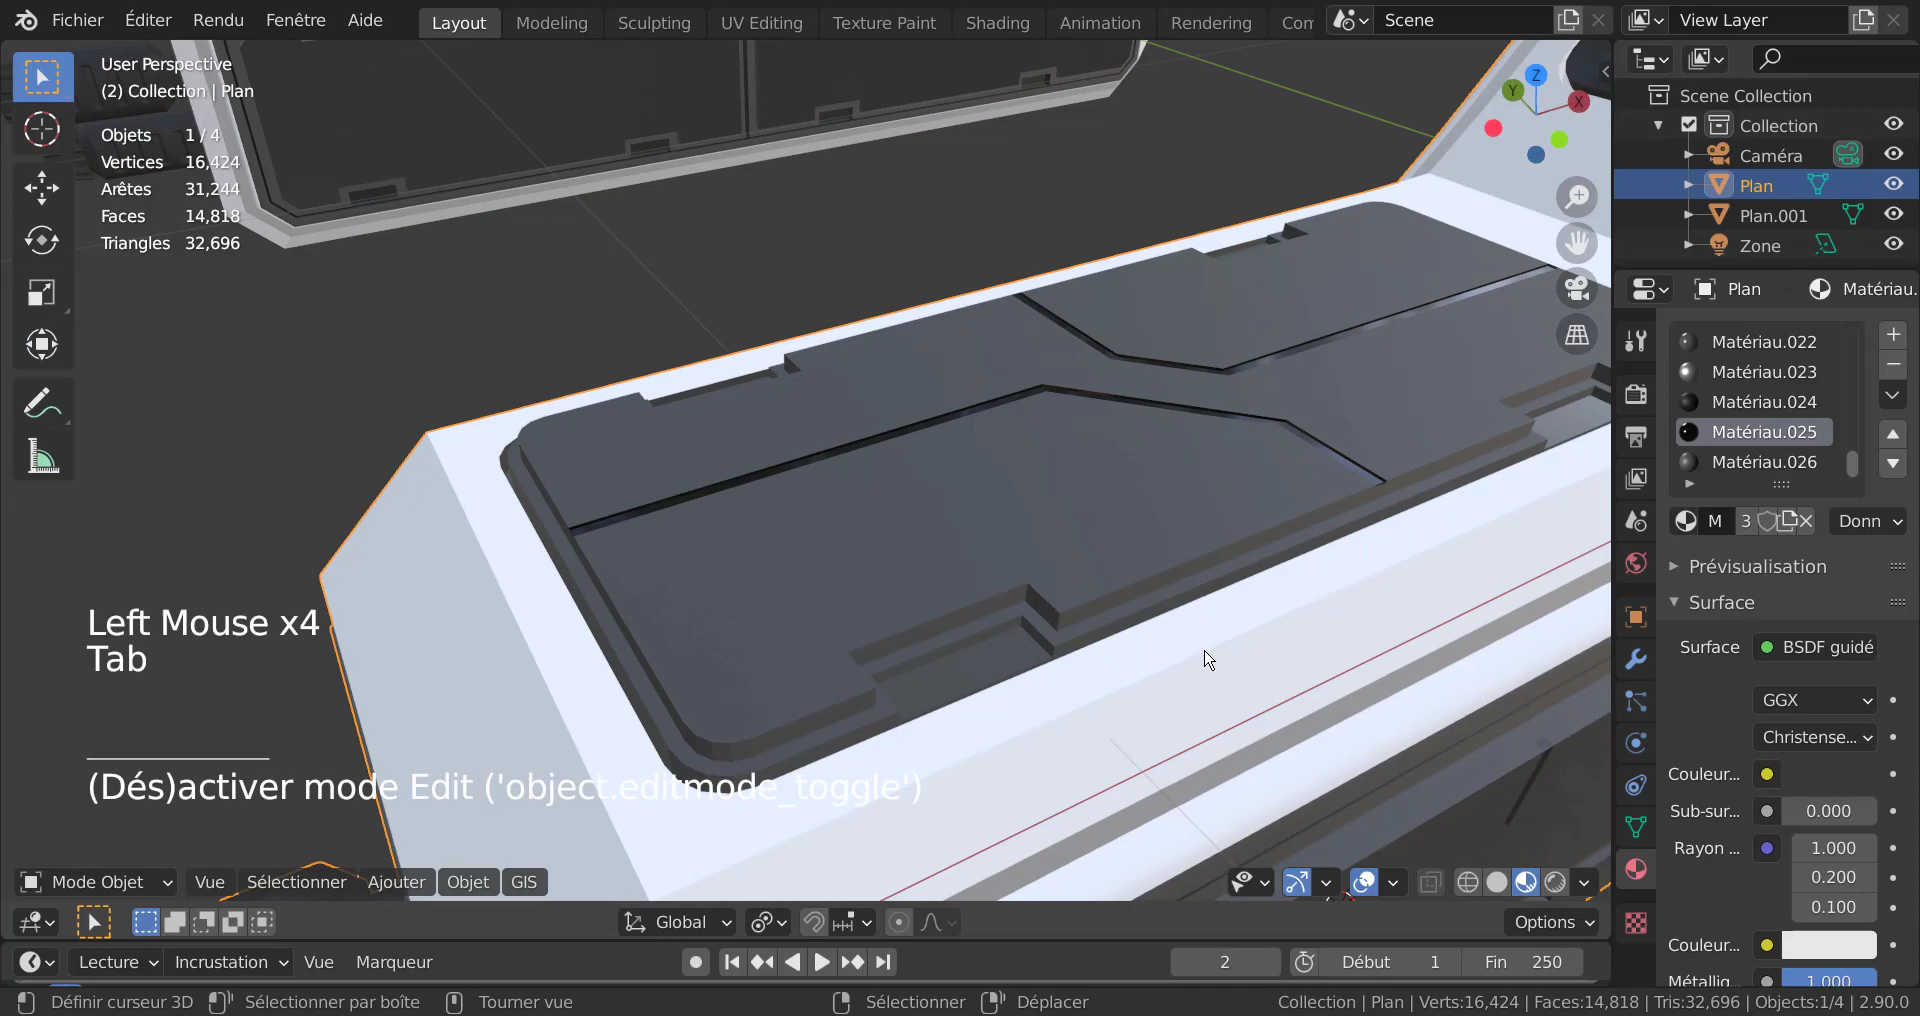 Fichier Éditer Rendu Fenêtre Aide
Layout Modeling Sculpting UV Editing Texture Paint Shading Animation Rendering Com
Scene
View Layer
User Perspective
(2) Collection | Plan
Objets 1 / 4
Vertices 16,424
Arêtes 31,244
Faces 14,818
Triangles 32,696
Z
Y
X
Scene Collection
Collection
Caméra
Plan
Plan.001
Zone
Plan Matériau.
Matériau.022
Matériau.023
Matériau.024
Matériau.025
Matériau.026
M 3 Donn
Prévisualisation
Surface
Surface BSDF guidé
GGX
Christense...
Couleur...
Sub-sur... 0.000
Rayon ... 1.000
0.200
0.100
Couleur...
Métalliq... 1.000
Left Mouse x4
Tab
(Dés)activer mode Edit ('object.editmode_toggle')
Mode Objet Vue Sélectionner Ajouter Objet GIS
Global
Options
Lecture Incrustation Vue Marqueur
2 Début 1 Fin 250
Définir curseur 3D Sélectionner par boîte Tourner vue Sélectionner Déplacer
Collection | Plan | Verts:16,424 | Faces:14,818 | Tris:32,696 | Objects:1/4 | 2.90.0